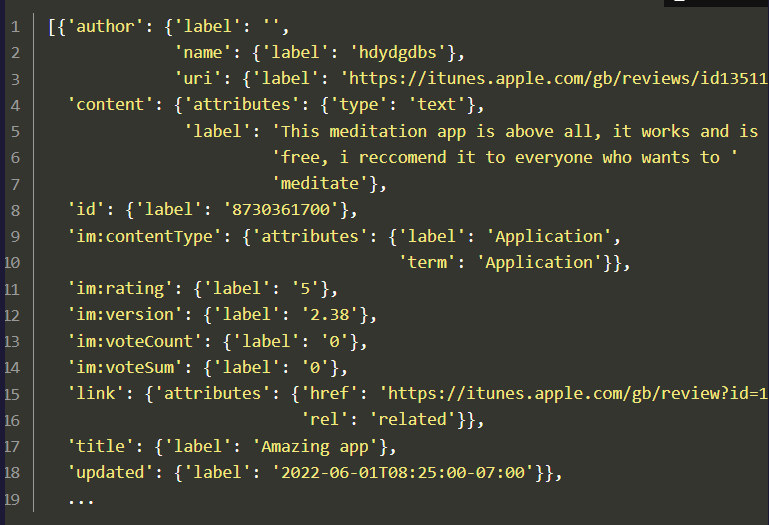 1 [{'author': {'label': '',
2 'name': {'label': 'hdydgdbs'},
3 'uri': {'label': 'https://itunes.apple.com/gb/reviews/id13511
4 'content': {'attributes': {'type': 'text'},
5 'label': 'This meditation app is above all, it works and is
6 'free, i reccomend it to everyone who wants to '
7 'meditate'},
8 'id': {'label': '8730361700'},
9 'im:contentType': {'attributes': {'label': 'Application',
10 'term': 'Application'}},
11 'im:rating': {'label': '5'},
12 'im:version': {'label': '2.38'},
13 'im:voteCount': {'label': '0'},
14 'im:voteSum': {'label': '0'},
15 'link': {'attributes': {'href': 'https://itunes.apple.com/gb/review?id=1
16 'rel': 'related'}},
17 'title': {'label': 'Amazing app'},
18 'updated': {'label': '2022-06-01T08:25:00-07:00'}},
19 ...